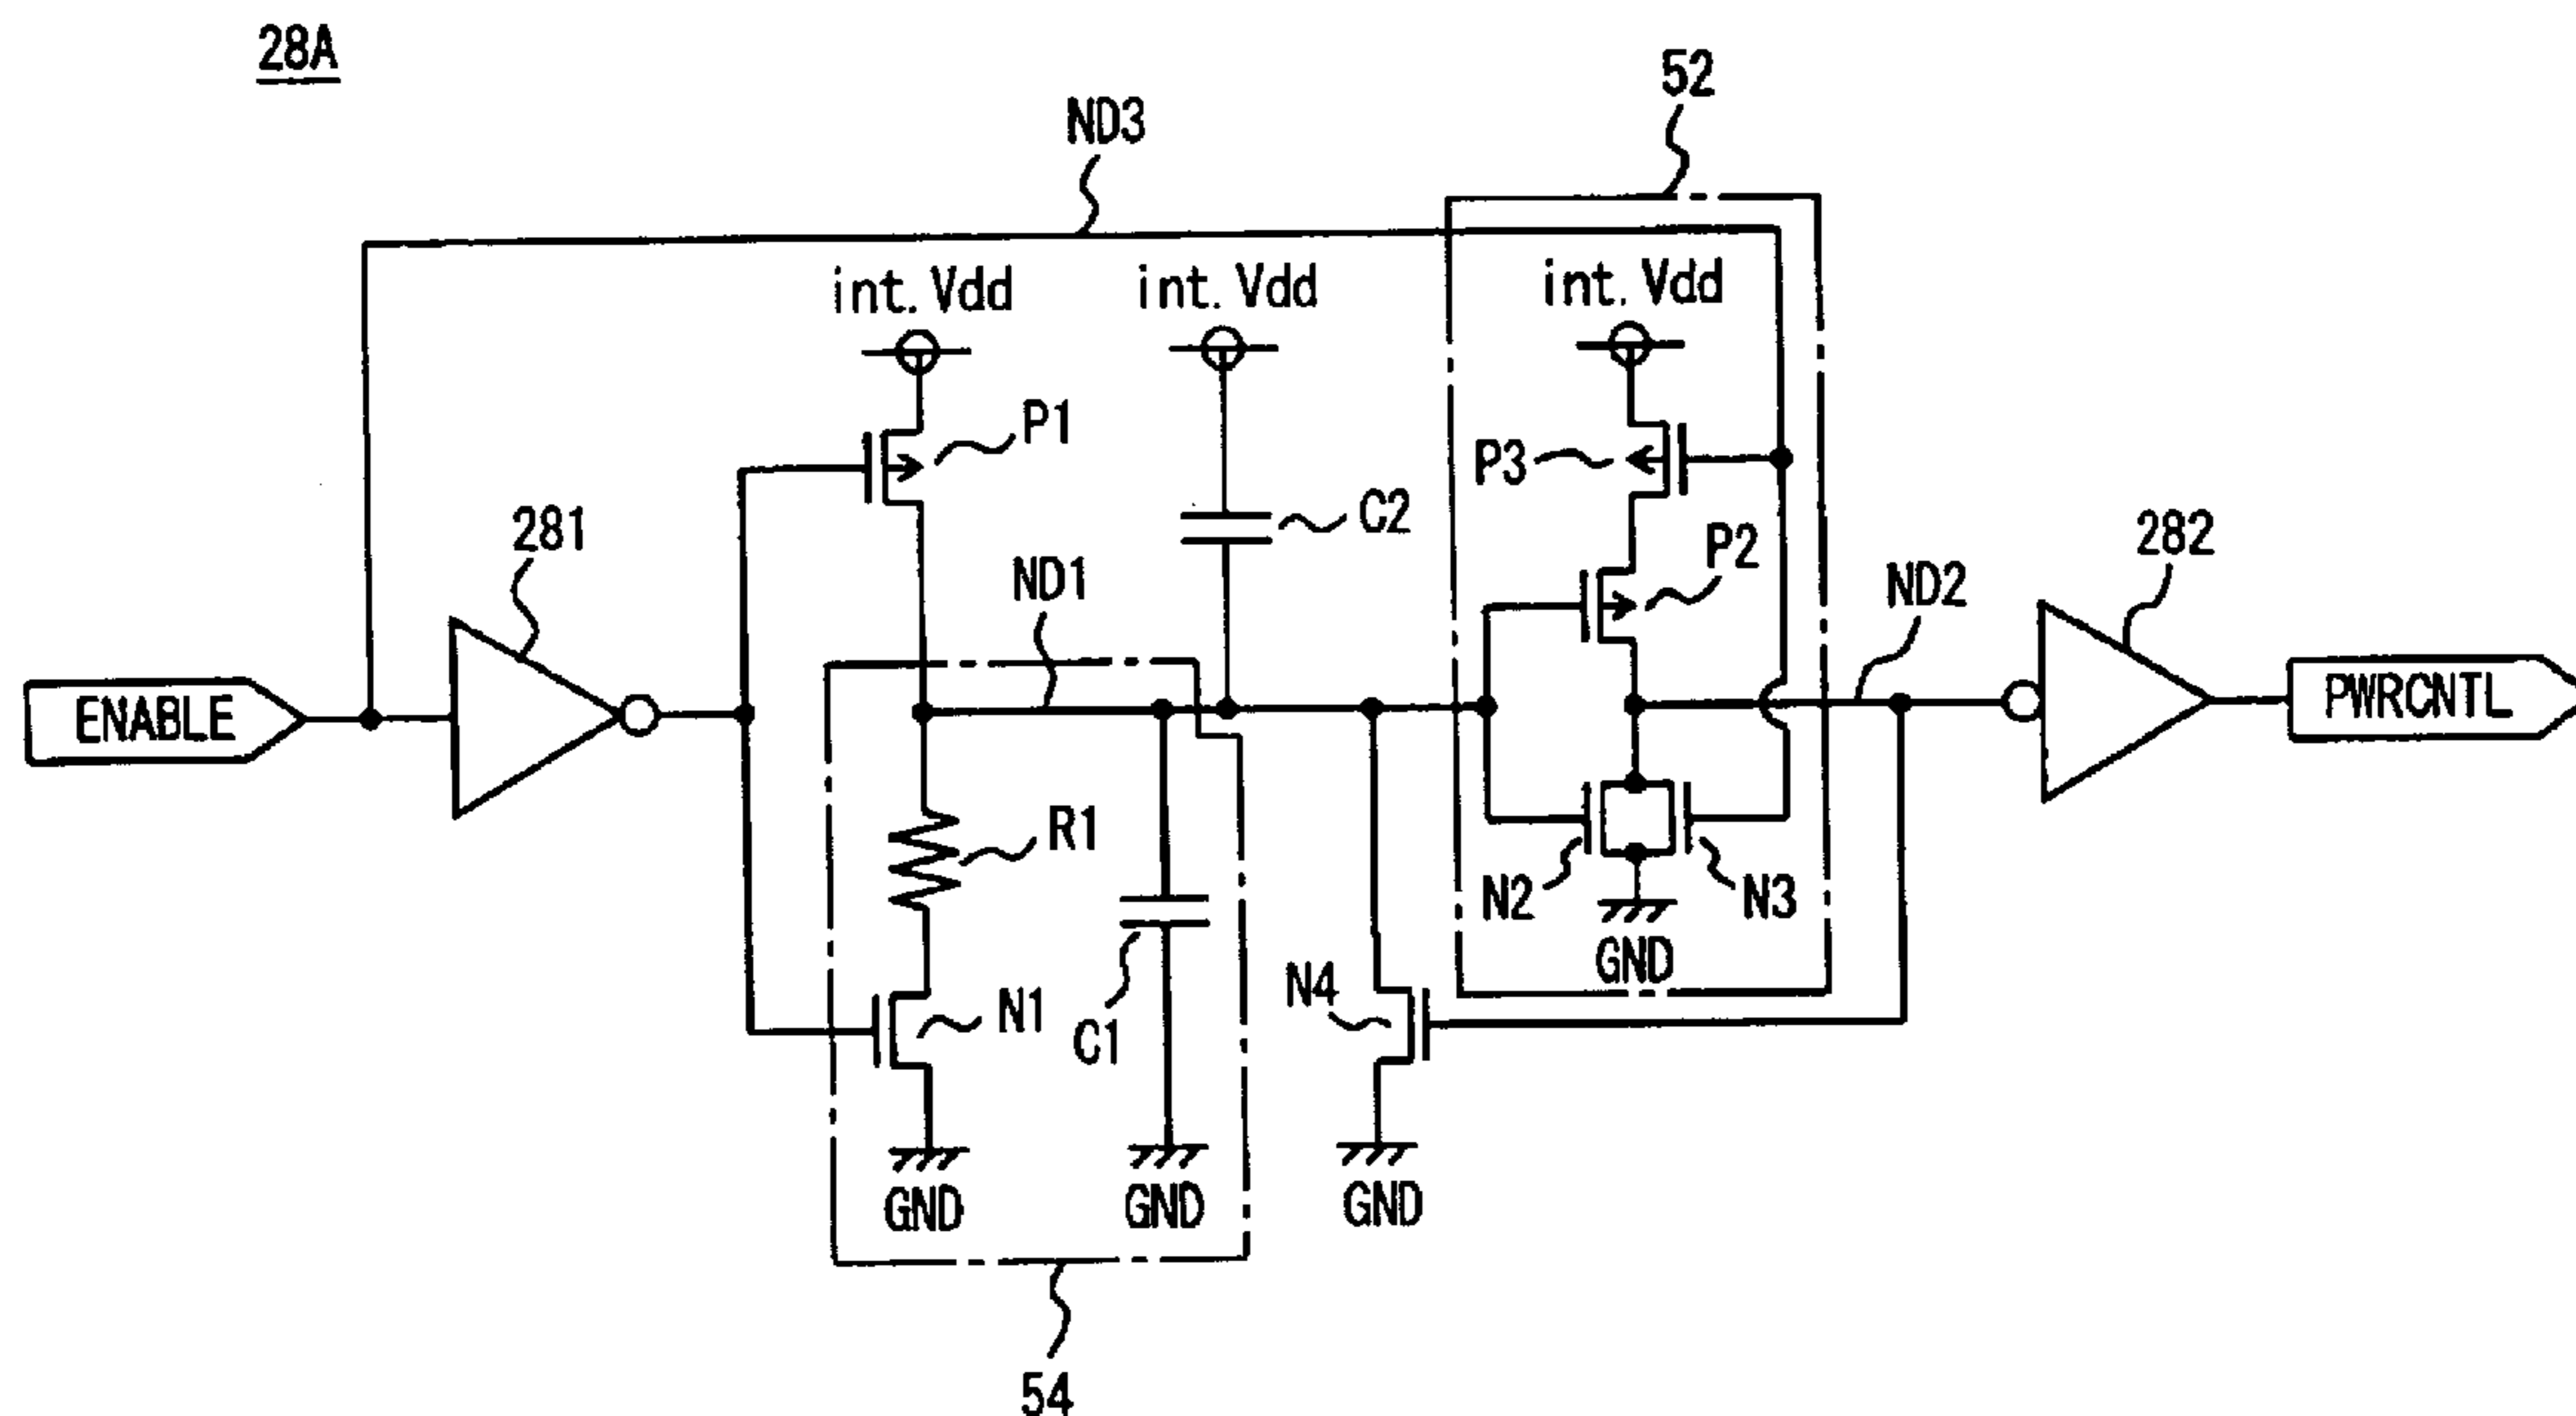 28A
52
ND3
int. Vdd
int. Vdd
int. Vdd
P1
P3
C2
281
P2
282
ND1
ND2
ENABLE
PWRCNTL
R1
N2
N3
GND
N4
N1
C1
GND
GND
GND
54